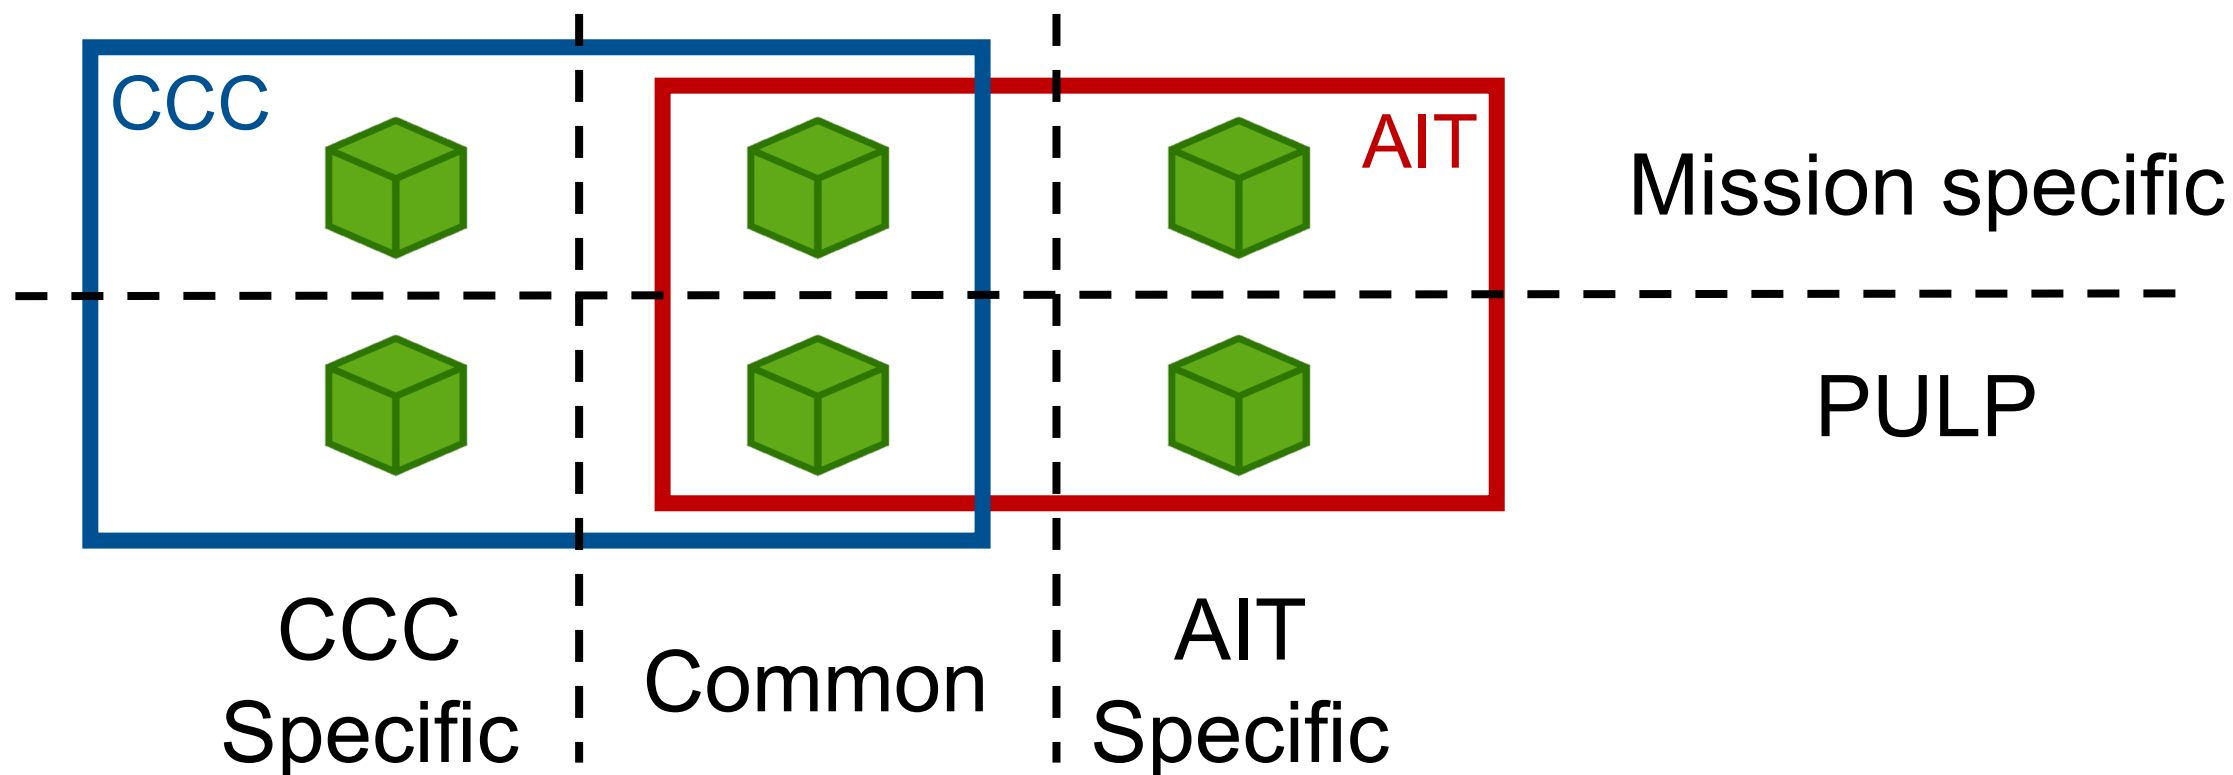 CCC
AIT
Mission specific
PULP
CCC
Specific
Common
AIT
Specific